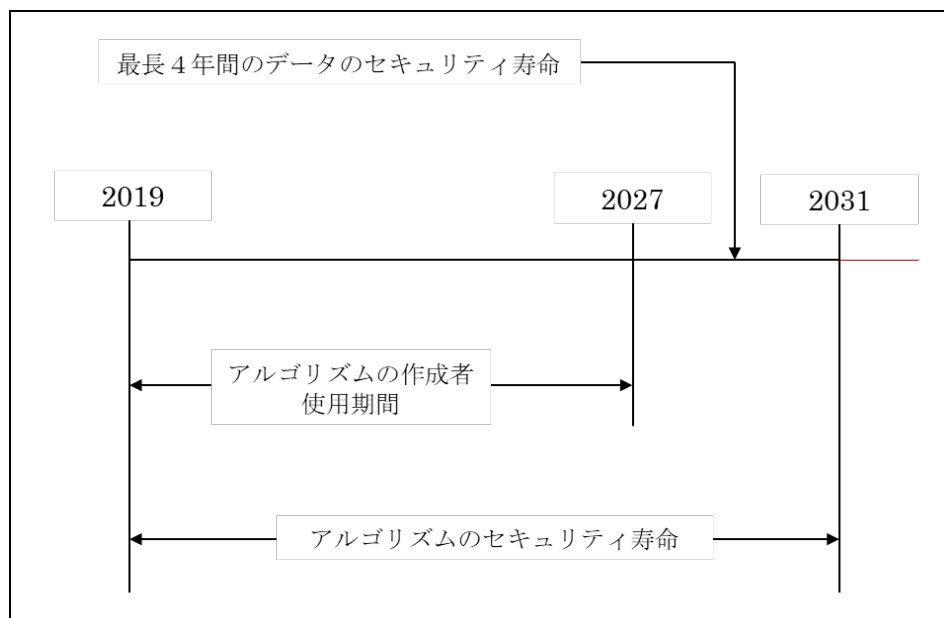 最長４年間のデータのセキュリティ寿命
2019
2027
2031
アルゴリズムの作成者
使用期間
アルゴリズムのセキュリティ寿命